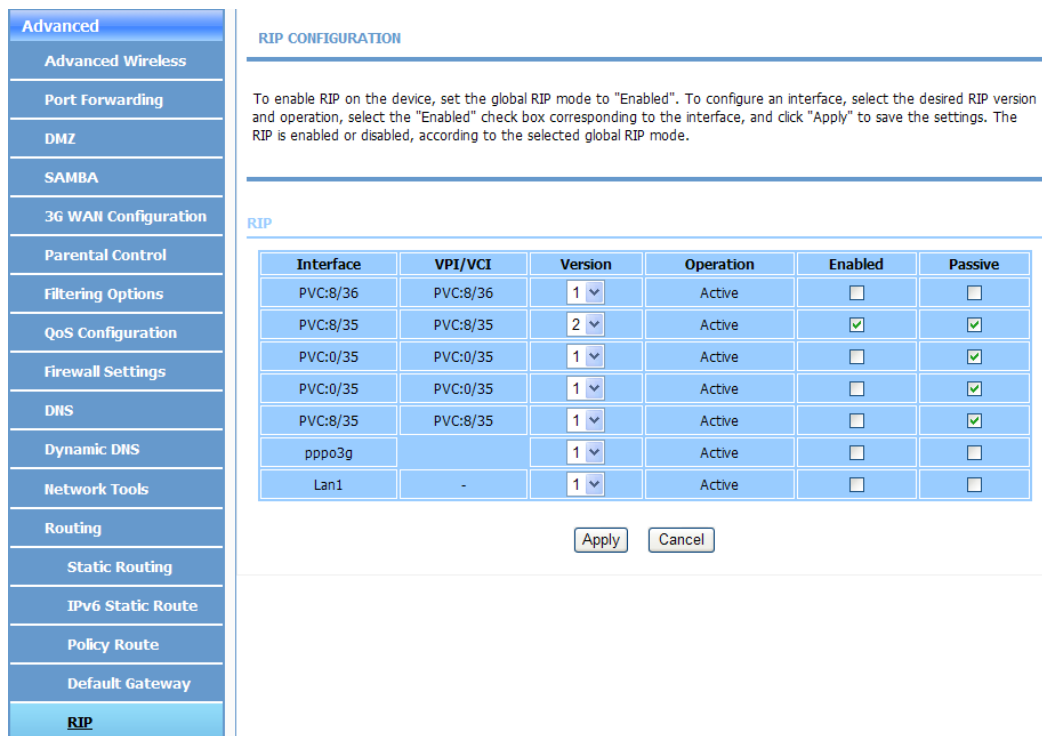 Advanced
Advanced Wireless
Port Forwarding
DMZ
SAMBA
3G WAN Configuration
Parental Control
Filtering Options
QoS Configuration
Firewall Settings
DNS
Dynamic DNS
Network Tools
Routing
Static Routing
IPv6 Static Route
Policy Route
Default Gateway
RIP
RIP CONFIGURATION
To enable RIP on the device, set the global RIP mode to "Enabled". To configure an interface, select the desired RIP version
and operation, select the "Enabled" check box corresponding to the interface, and click "Apply" to save the settings. The
RIP is enabled or disabled, according to the selected global RIP mode.
RIP
Interface VPI/VCI Version Operation Enabled Passive
PVC:8/36 PVC:8/36 1 Active
PVC:8/35 PVC:8/35 2 Active
PVC:0/35 PVC:0/35 1 Active
PVC:0/35 PVC:0/35 1 Active
PVC:8/35 PVC:8/35 1 Active
pppo3g 1 Active
Lan1 - 1 Active
Apply Cancel